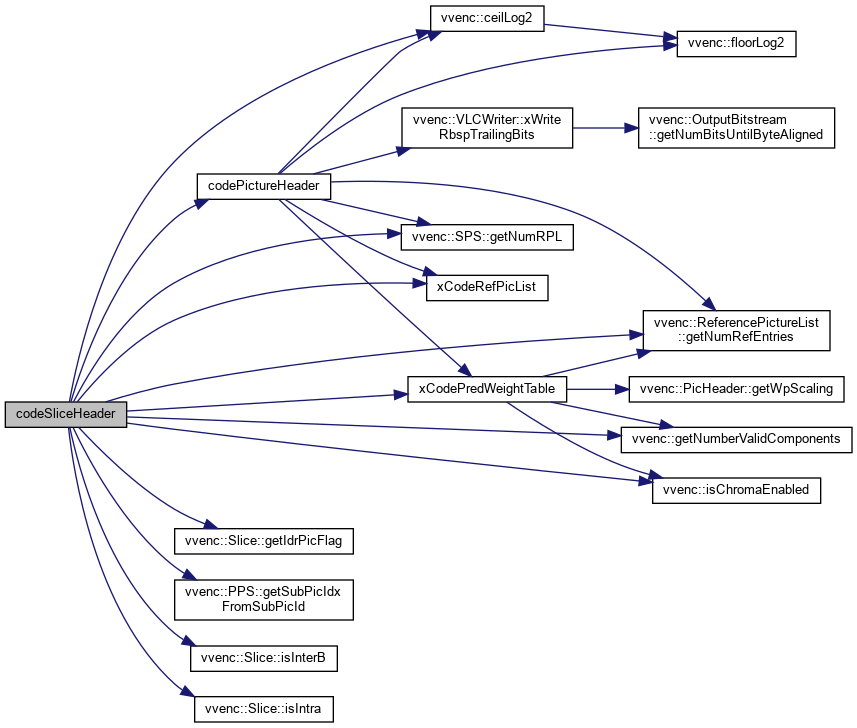 vvenc::ceilLog2
vvenc::floorLog2
vvenc::VLCWriter::xWrite
RbspTrailingBits
vvenc::OutputBitstream
::getNumBitsUntilByteAligned
codePictureHeader
vvenc::SPS::getNumRPL
xCodeRefPicList
vvenc::ReferencePictureList
::getNumRefEntries
xCodePredWeightTable
vvenc::PicHeader::getWpScaling
codeSliceHeader
vvenc::getNumberValidComponents
vvenc::isChromaEnabled
vvenc::Slice::getIdrPicFlag
vvenc::PPS::getSubPicIdx
FromSubPicId
vvenc::Slice::isInterB
vvenc::Slice::isIntra